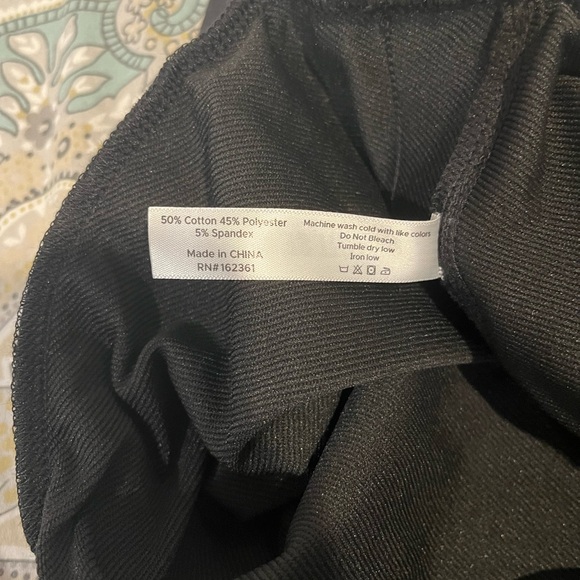 50% Cotton 45% Polyester
5% Spandex
Made in CHINA
RN#162361
Machine wash cold with like colors
Do Not Bleach
Tumble dry low
Iron low